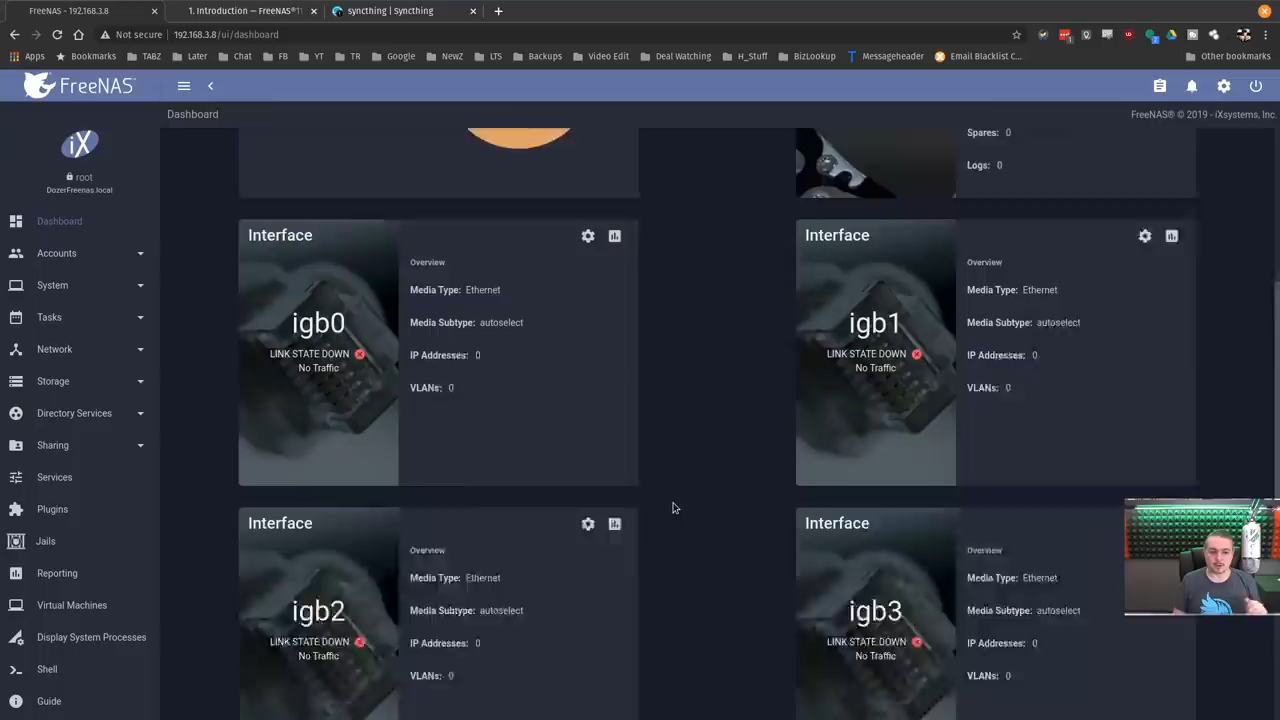 FreeNAS - 192.168.3.8
1. Introduction — FreeNAS®1
syncthing | Syncthing
Not secure
192.168.3.8/ui/dashboard
Apps
Bookmarks
TABZ
Later
Chat
FB
YT
TR
Google
NewZ
LTS
Backups
Video Edit
Deal Watching
H_Stuff
BizLookup
Messageheader
Email Blacklist C...
Other bookmarks
FreeNAS
Dashboard
FreeNAS® © 2019 - iXsystems, Inc.
iX
root
DozerFreenas.local
Dashboard
Accounts
System
Tasks
Network
Storage
Directory Services
Sharing
Services
Plugins
Jails
Reporting
Virtual Machines
Display System Processes
Shell
Guide
Spares: 0
Logs: 0
Interface
igb0
LINK STATE DOWN
No Traffic
Overview
Media Type: Ethernet
Media Subtype: autoselect
IP Addresses: 0
VLANs: 0
Interface
igb1
LINK STATE DOWN
No Traffic
Overview
Media Type: Ethernet
Media Subtype: autoselect
IP Addresses: 0
VLANs: 0
Interface
igb2
LINK STATE DOWN
No Traffic
Overview
Media Type: Ethernet
Media Subtype: autoselect
IP Addresses: 0
VLANs: 0
Interface
igb3
LINK STATE DOWN
No Traffic
Overview
Media Type: Ethernet
Media Subtype: autoselect
IP Addresses: 0
VLANs: 0